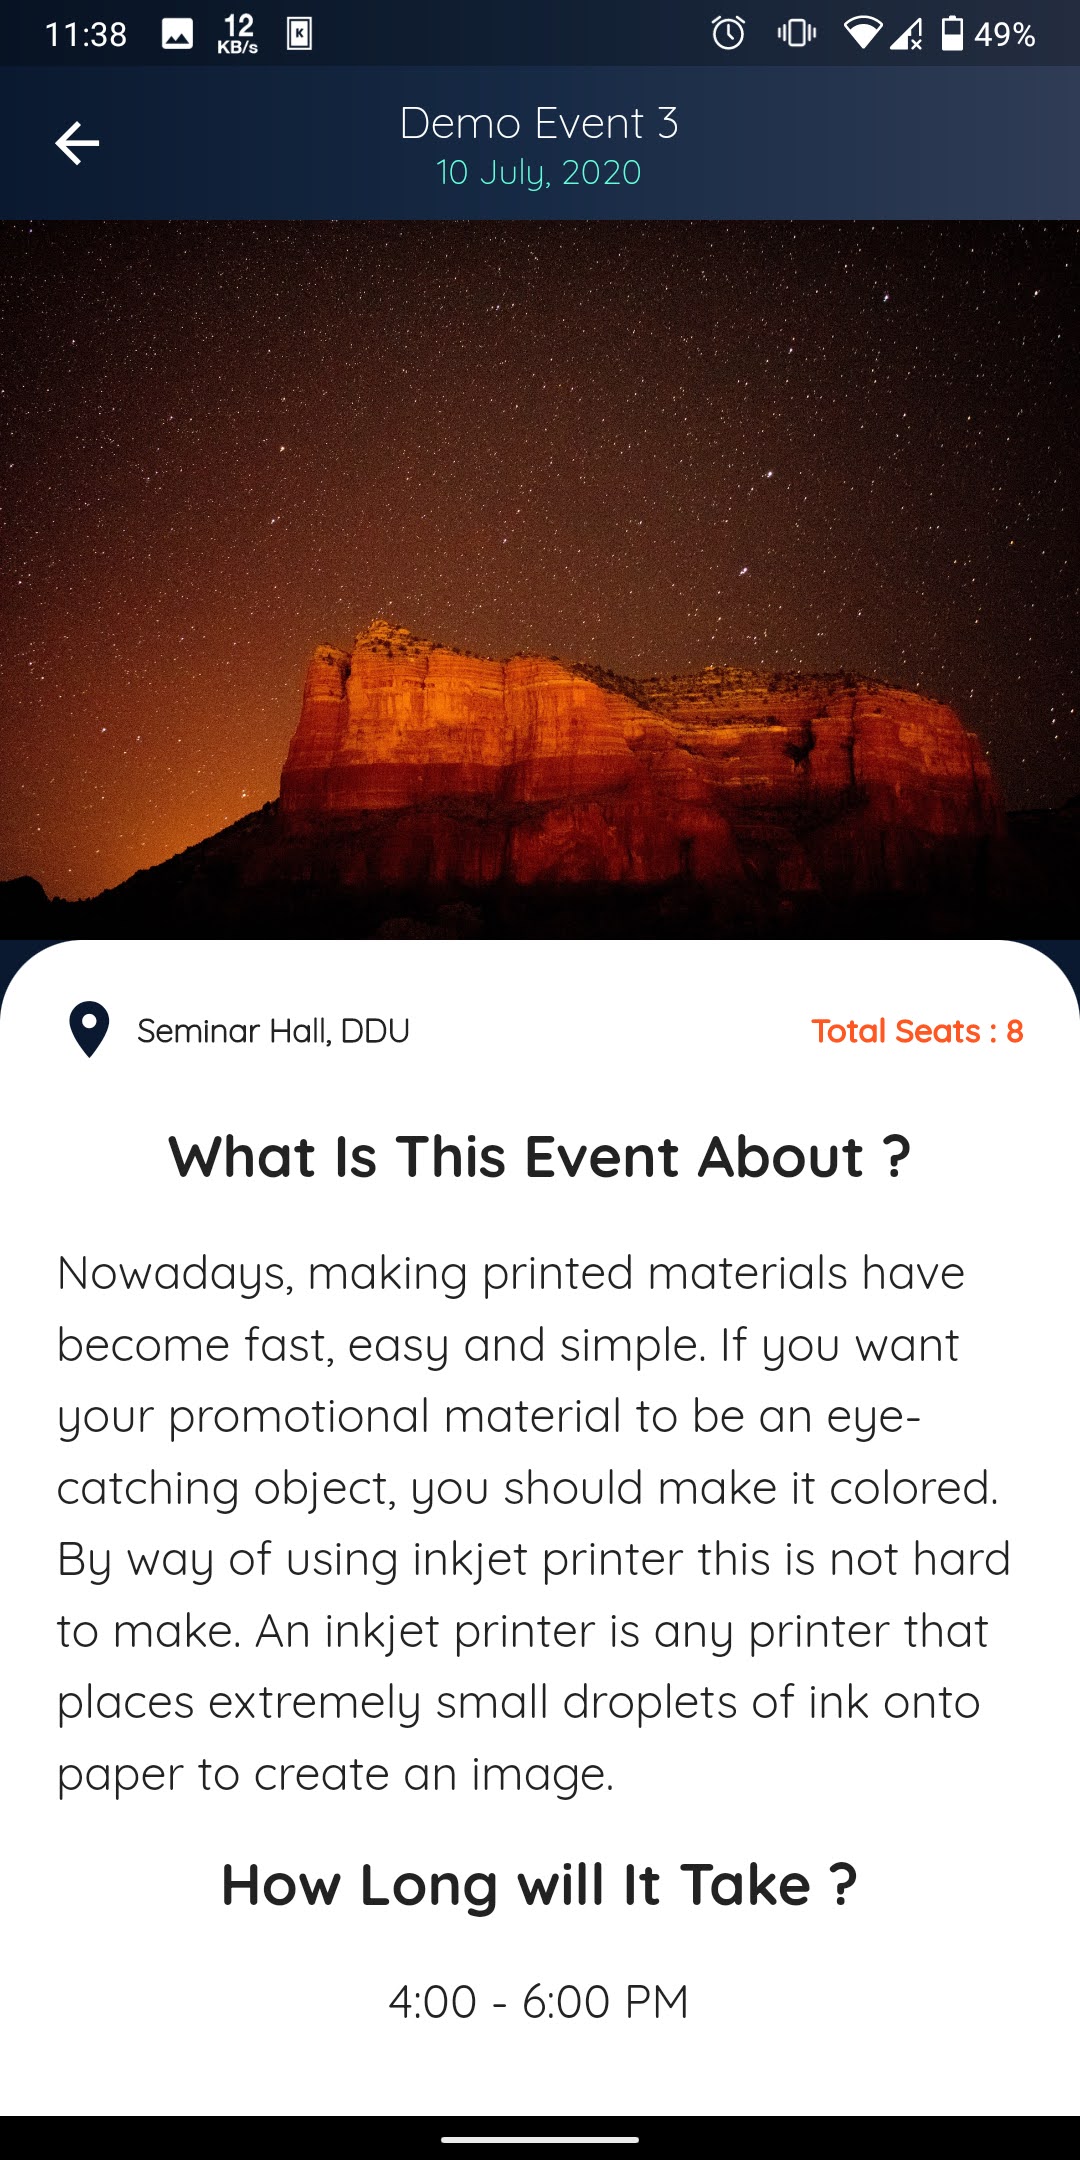 11:38 12 KB/s K 49%
Demo Event 3
10 July, 2020
Seminar Hall, DDU Total Seats : 8
What Is This Event About ?
Nowadays, making printed materials have
become fast, easy and simple. If you want
your promotional material to be an eye-
catching object, you should make it colored.
By way of using inkjet printer this is not hard
to make. An inkjet printer is any printer that
places extremely small droplets of ink onto
paper to create an image.
How Long will It Take ?
4:00 - 6:00 PM